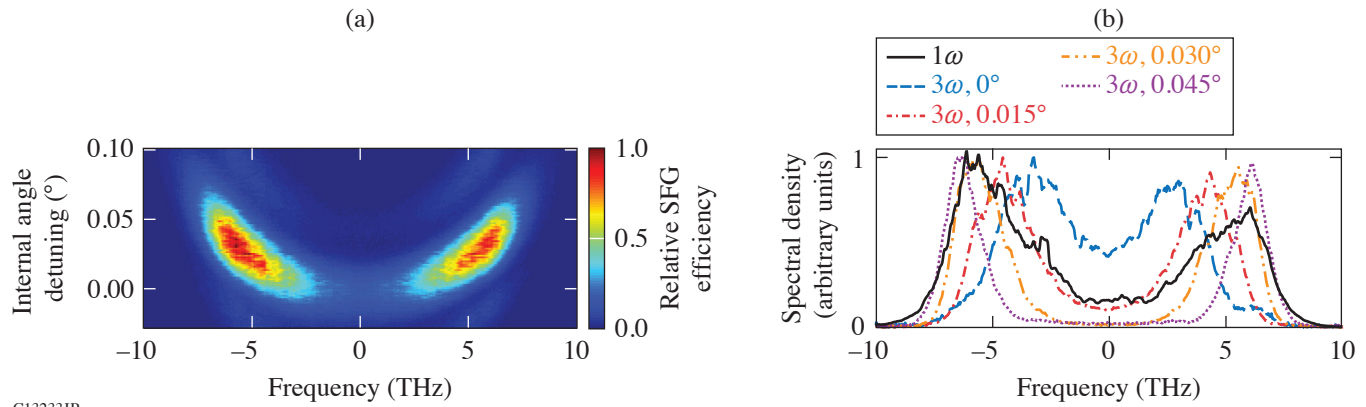 (a)
(b)
1ω
3ω, 0°
3ω, 0.015°
3ω, 0.030°
3ω, 0.045°
0.10
0.05
0.00
Internal angle
detuning (°)
−10
−5
0
5
10
Frequency (THz)
1.0
0.5
0.0
Relative SFG
efficiency
1
0
Spectral density
(arbitrary units)
−10
−5
0
5
10
Frequency (THz)